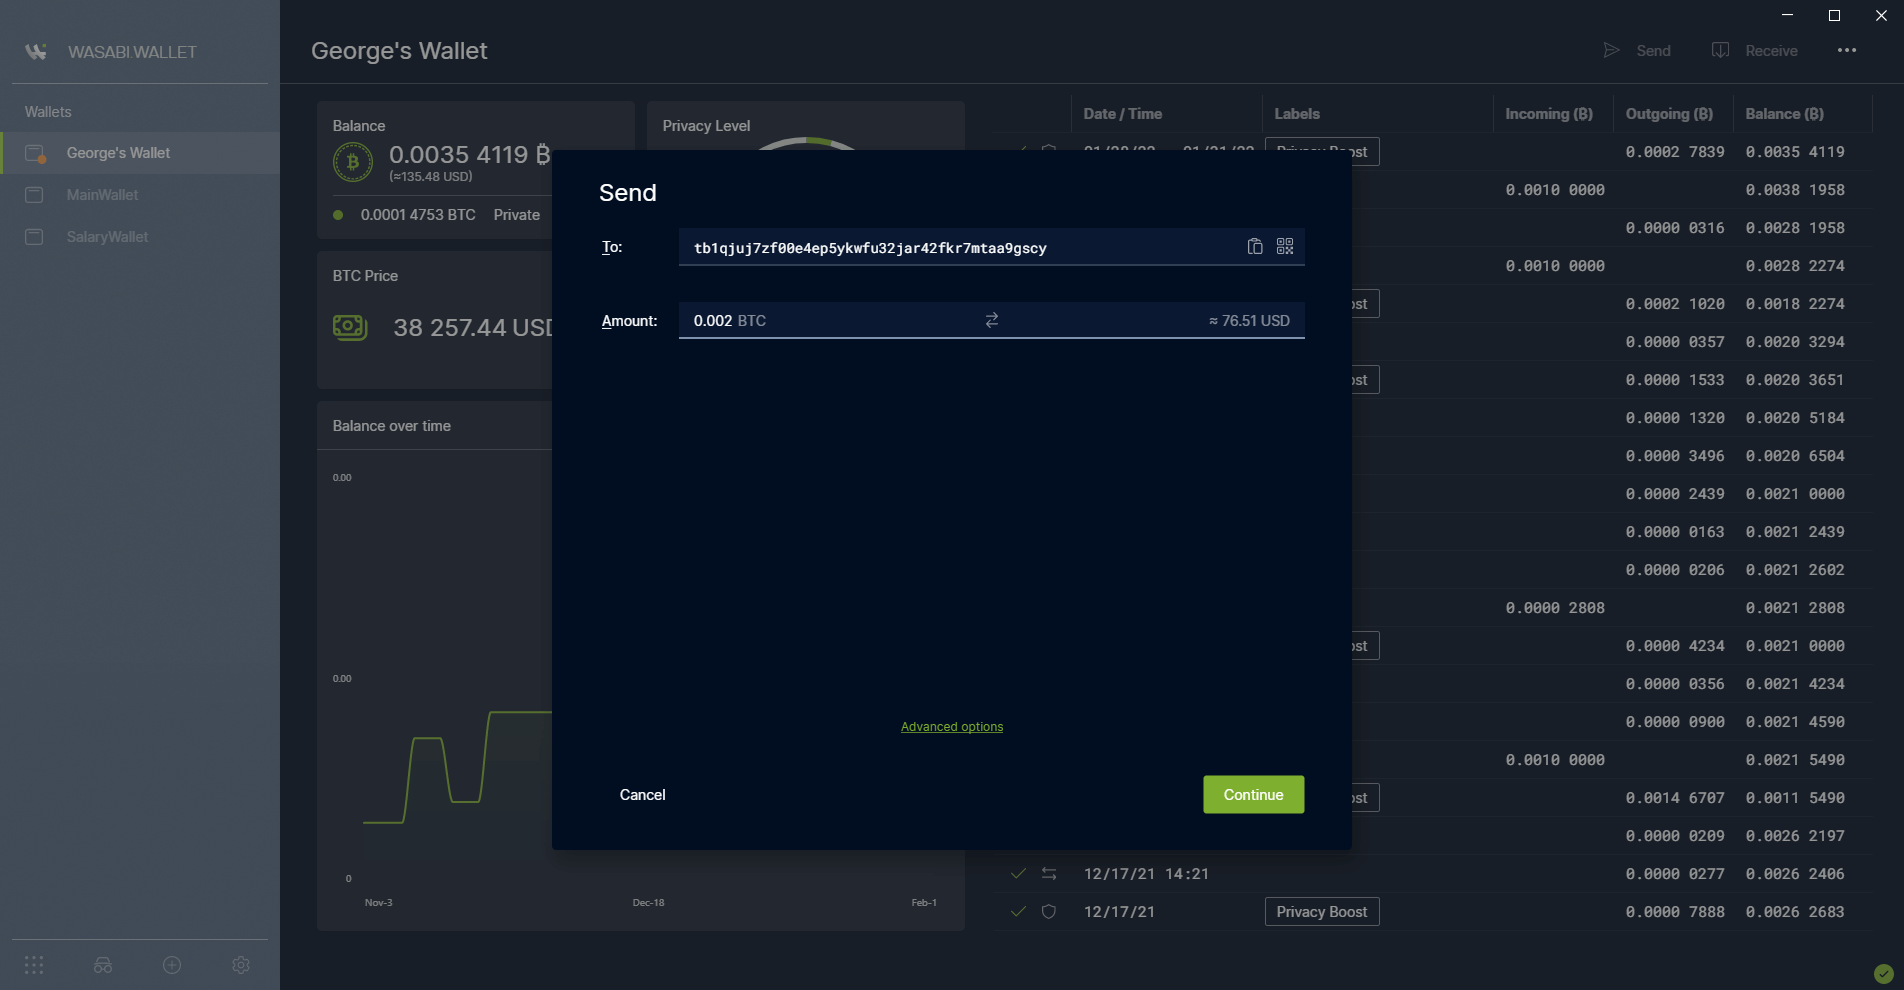 WASABI WALLET
George's Wallet
Send
Receive
Wallets
George's Wallet
MainWallet
SalaryWallet
Balance
0.0035 4119 ₿
(≈135.48 USD)
0.0001 4753 BTC Private
Privacy Level
BTC Price
38 257.44 USD
Balance over time
0.00
0.00
0
Nov-3 Dec-18 Feb-1
Send
To: tb1qjuj7zf00e4ep5ykwfu32jar42fkr7mtaa9gscy
Amount: 0.002 BTC ≈ 76.51 USD
Advanced options
Cancel Continue
Date / Time Labels Incoming (₿) Outgoing (₿) Balance (₿)
Privacy Boost 0.0002 7839 0.0035 4119
0.0010 0000 0.0038 1958
0.0000 0316 0.0028 1958
0.0010 0000 0.0028 2274
ost 0.0002 1020 0.0018 2274
0.0000 0357 0.0020 3294
ost 0.0000 1533 0.0020 3651
0.0000 1320 0.0020 5184
0.0000 3496 0.0020 6504
0.0000 2439 0.0021 0000
0.0000 0163 0.0021 2439
0.0000 0206 0.0021 2602
0.0000 2808 0.0021 2808
ost 0.0000 4234 0.0021 0000
0.0000 0356 0.0021 4234
0.0000 0900 0.0021 4590
0.0010 0000 0.0021 5490
ost 0.0014 6707 0.0011 5490
0.0000 0209 0.0026 2197
12/17/21 14:21 0.0000 0277 0.0026 2406
12/17/21 Privacy Boost 0.0000 7888 0.0026 2683